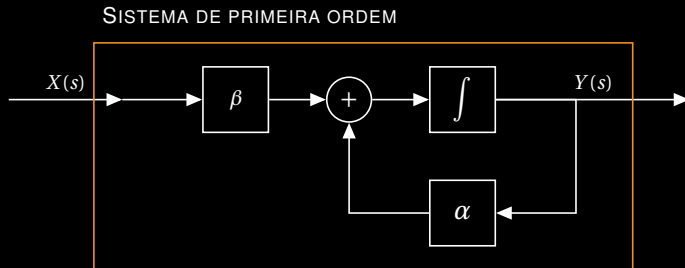 SISTEMA DE PRIMEIRA ORDEM
X(s)
β
+
∫
Y(s)
α